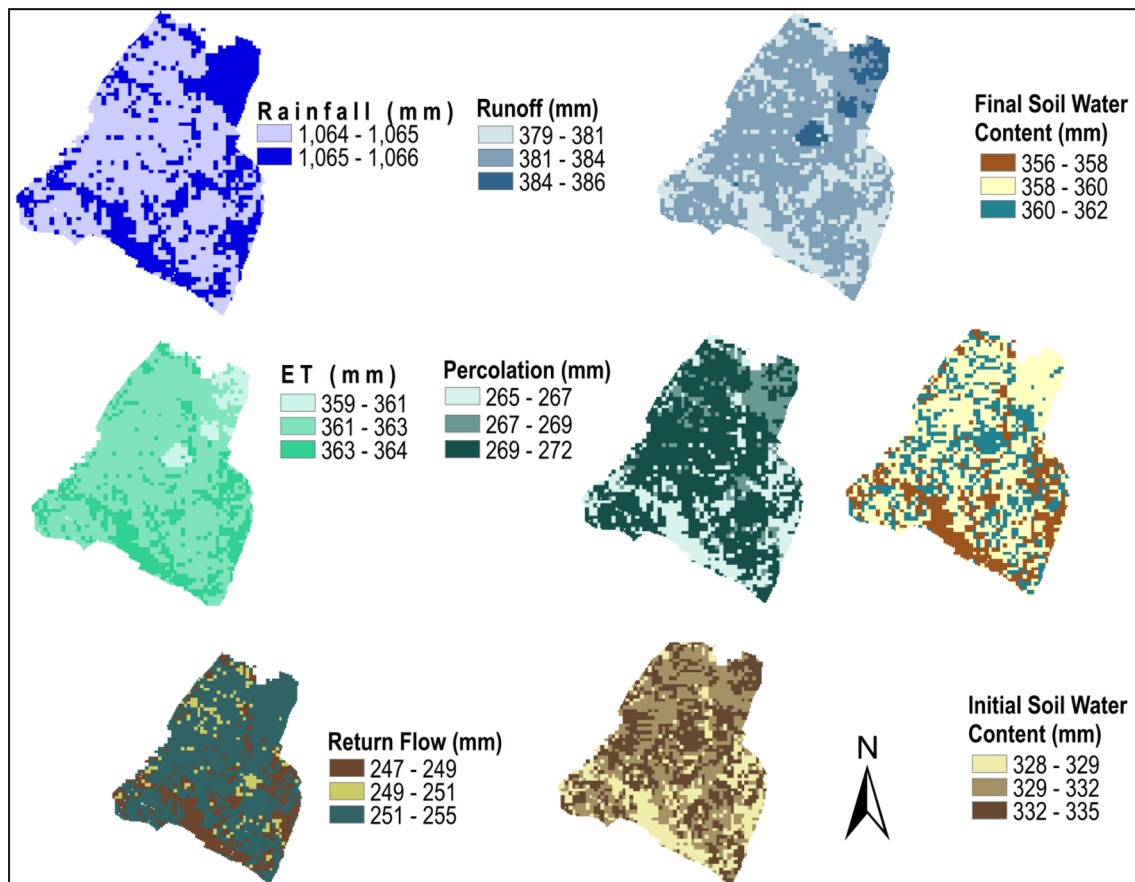 Rainfall (mm)
1,064 - 1,065
1,065 - 1,066
Runoff (mm)
379 - 381
381 - 384
384 - 386
Final Soil Water
Content (mm)
356 - 358
358 - 360
360 - 362
ET (mm)
359 - 361
361 - 363
363 - 364
Percolation (mm)
265 - 267
267 - 269
269 - 272
Return Flow (mm)
247 - 249
249 - 251
251 - 255
N
Initial Soil Water
Content (mm)
328 - 329
329 - 332
332 - 335